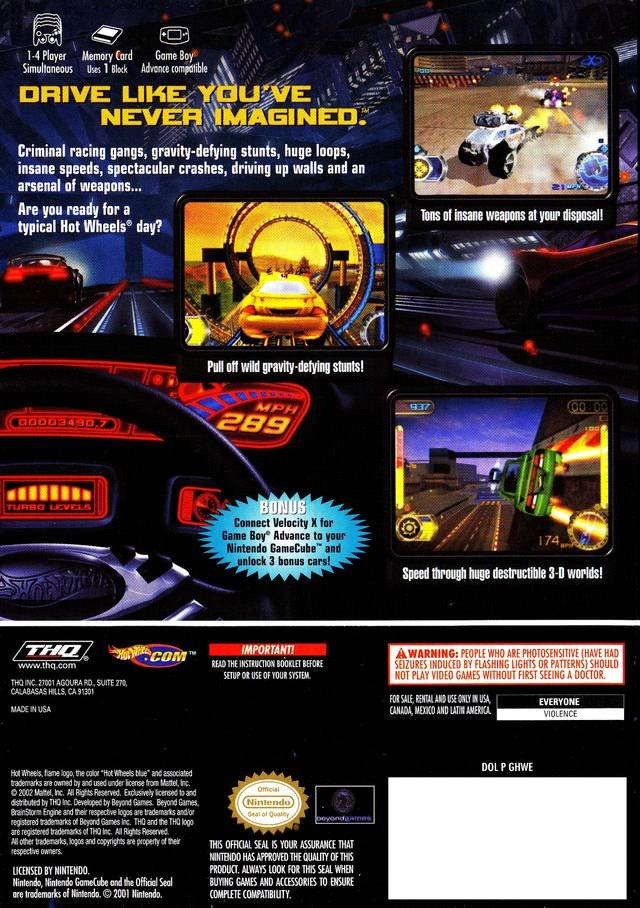 1-4 Player
Simultaneous
Memory Card
Uses 1 Block
Game Boy
Advance compatible
DRIVE LIKE YOU'VE
NEVER IMAGINED.™
Criminal racing gangs, gravity-defying stunts, huge loops,
insane speeds, spectacular crashes, driving up walls and an
arsenal of weapons...
Are you ready for a
typical Hot Wheels® day?
Tons of insane weapons at your disposal!
Pull off wild gravity-defying stunts!
MPH
289
00003490.7
TURBO LEVELS
937
00:00
174
BONUS
Connect Velocity X for
Game Boy® Advance to your
Nintendo GameCube™ and
unlock 3 bonus cars!
Speed through huge destructible 3-D worlds!
THQ®
www.thq.com
Hot Wheels.COM™
THQ INC. 27001 AGOURA RD., SUITE 270,
CALABASAS HILLS, CA 91301
MADE IN USA
IMPORTANT!
READ THE INSTRUCTION BOOKLET BEFORE
SETUP OR USE OF YOUR SYSTEM.
WARNING: PEOPLE WHO ARE PHOTOSENSITIVE (HAVE HAD
SEIZURES INDUCED BY FLASHING LIGHTS OR PATTERNS) SHOULD
NOT PLAY VIDEO GAMES WITHOUT FIRST SEEING A DOCTOR.
FOR SALE, RENTAL AND USE ONLY IN USA,
CANADA, MEXICO AND LATIN AMERICA.
EVERYONE
VIOLENCE
DOL P GHWE
Hot Wheels, flame logo, the color "Hot Wheels blue" and associated
trademarks are owned by and used under license from Mattel, Inc.
© 2002 Mattel, Inc. All Rights Reserved. Exclusively licensed to and
distributed by THQ Inc. Developed by Beyond Games. Beyond Games,
BrainStorm Engine and their respective logos are trademarks and/or
registered trademarks of Beyond Games Inc. THQ and the THQ logo
are registered trademarks of THQ Inc. All Rights Reserved.
All other trademarks, logos and copyrights are property of their
respective owners.
LICENSED BY NINTENDO.
Nintendo, Nintendo GameCube and the Official Seal
are trademarks of Nintendo. © 2001 Nintendo.
Official
Nintendo
Seal of Quality
beyondgames
THIS OFFICIAL SEAL IS YOUR ASSURANCE THAT
NINTENDO HAS APPROVED THE QUALITY OF THIS
PRODUCT. ALWAYS LOOK FOR THIS SEAL WHEN
BUYING GAMES AND ACCESSORIES TO ENSURE
COMPLETE COMPATIBILITY.